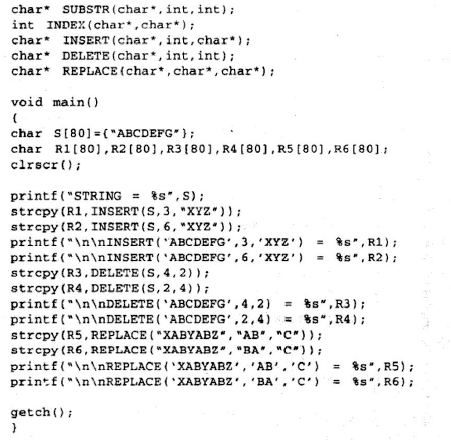 char* SUBSTR(char*,int,int);
int INDEX(char*,char*);
char* INSERT(char*,int,char*);
char* DELETE(char*,int,int);
char* REPLACE(char*,char*,char*);
void main()
{
char S[80]={"ABCDEFG"};
char R1[80],R2[80],R3[80],R4[80],R5[80],R6[80];
clrscr();
printf("STRING = %s",S);
strcpy(R1,INSERT(S,3,"XYZ"));
strcpy(R2,INSERT(S,6,"XYZ"));
printf("\n\nINSERT('ABCDEFG',3,'XYZ') = %s",R1);
printf("\n\nINSERT('ABCDEFG',6,'XYZ') = %s",R2);
strcpy(R3,DELETE(S,4,2));
strcpy(R4,DELETE(S,2,4));
printf("\n\nDELETE('ABCDEFG',4,2) = %s",R3);
printf("\n\nDELETE('ABCDEFG',2,4) = %s",R4);
strcpy(R5,REPLACE("XABYABZ","AB","C"));
strcpy(R6,REPLACE("XABYABZ","BA","C"));
printf("\n\nREPLACE('XABYABZ','AB','C') = %s",R5);
printf("\n\nREPLACE('XABYABZ','BA','C') = %s",R6);
getch();
}